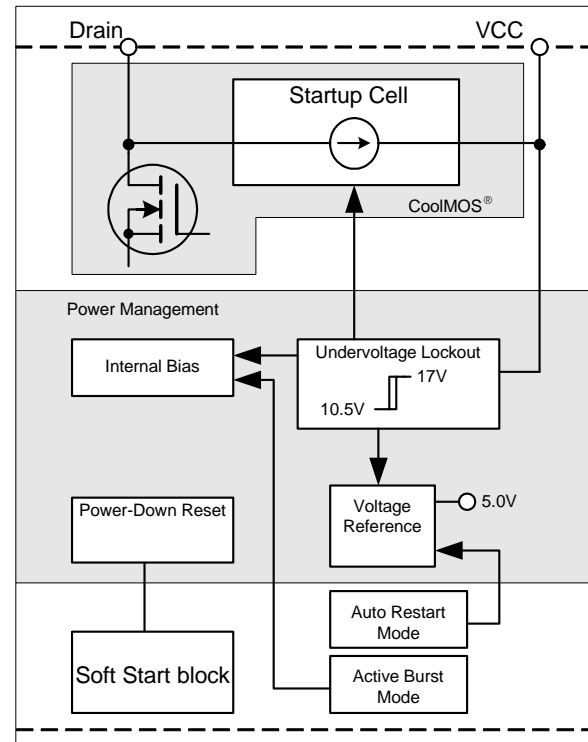 Drain
VCC
Startup Cell
CoolMOS®
Power Management
Internal Bias
Undervoltage Lockout
17V
10.5V
Power-Down Reset
Voltage
Reference
5.0V
Auto Restart
Mode
Soft Start block
Active Burst
Mode